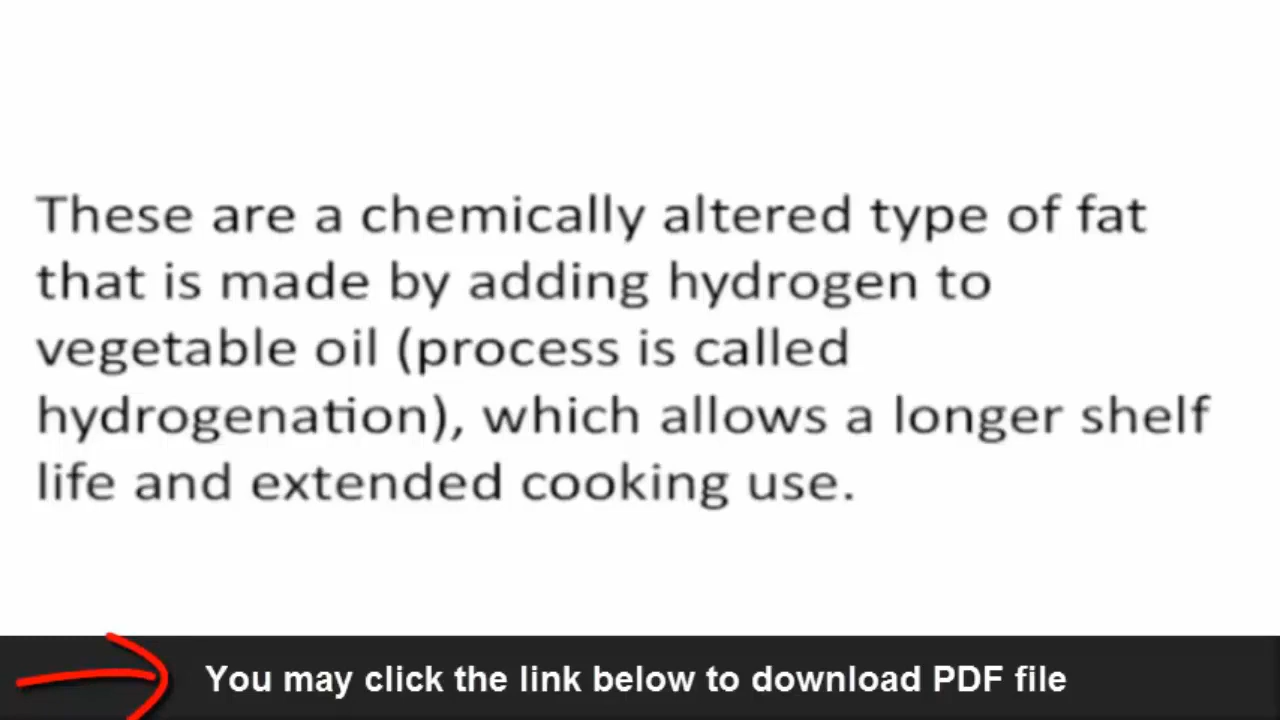 These are a chemically altered type of fat
that is made by adding hydrogen to
vegetable oil (process is called
hydrogenation), which allows a longer shelf
life and extended cooking use.
You may click the link below to download PDF file